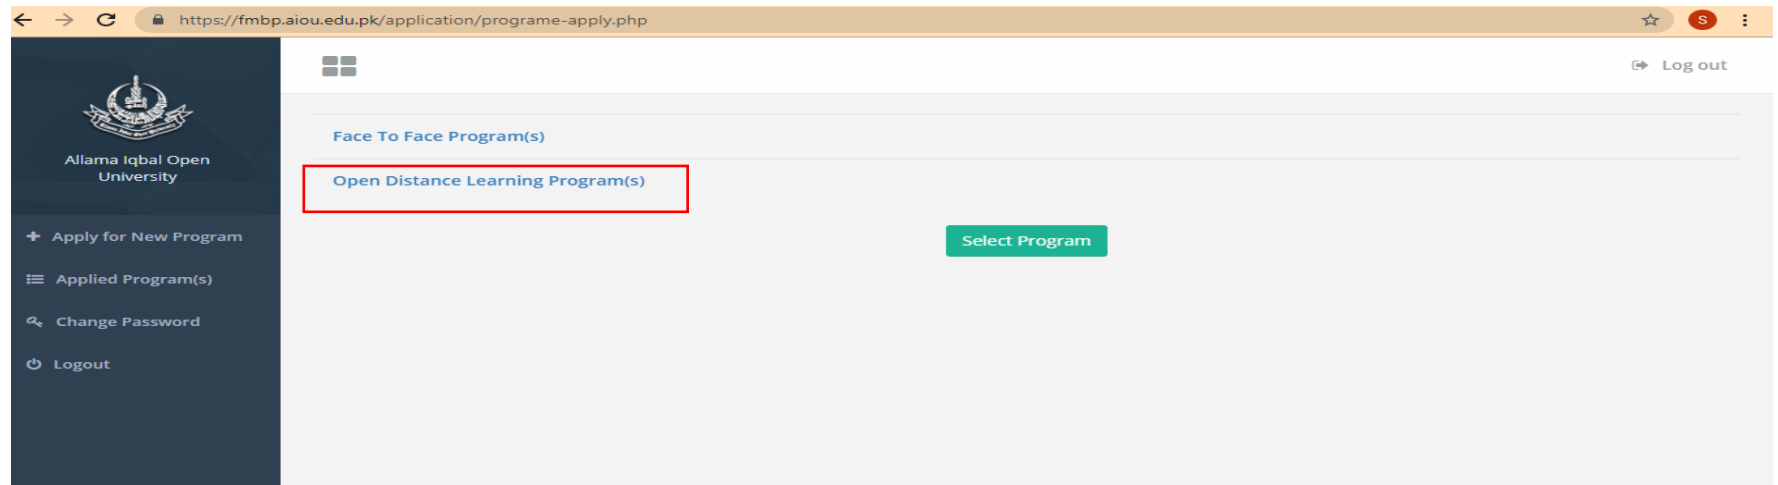 https://fmbp.aiou.edu.pk/application/programe-apply.php
S
Log out
Allama Iqbal Open
University
Face To Face Program(s)
Open Distance Learning Program(s)
Select Program
Apply for New Program
Applied Program(s)
Change Password
Logout